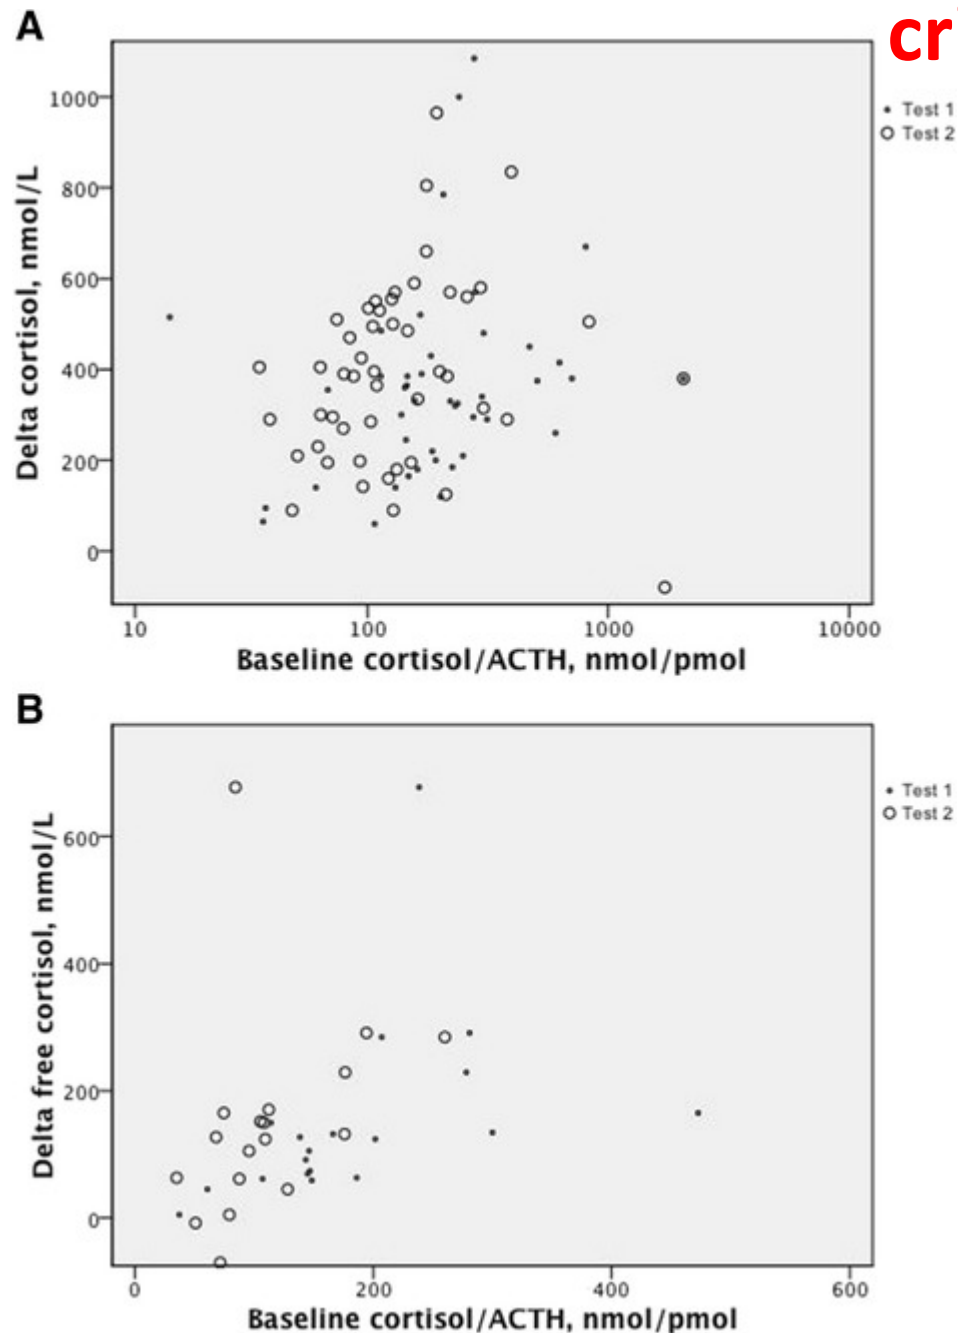 A
cr
1000
800
600
400
200
0
Delta cortisol, nmol/L
10 100 1000 10000
Baseline cortisol/ACTH, nmol/pmol
Test 1
Test 2
B
600
400
200
0
Delta free cortisol, nmol/L
0 200 400 600
Baseline cortisol/ACTH, nmol/pmol
Test 1
Test 2